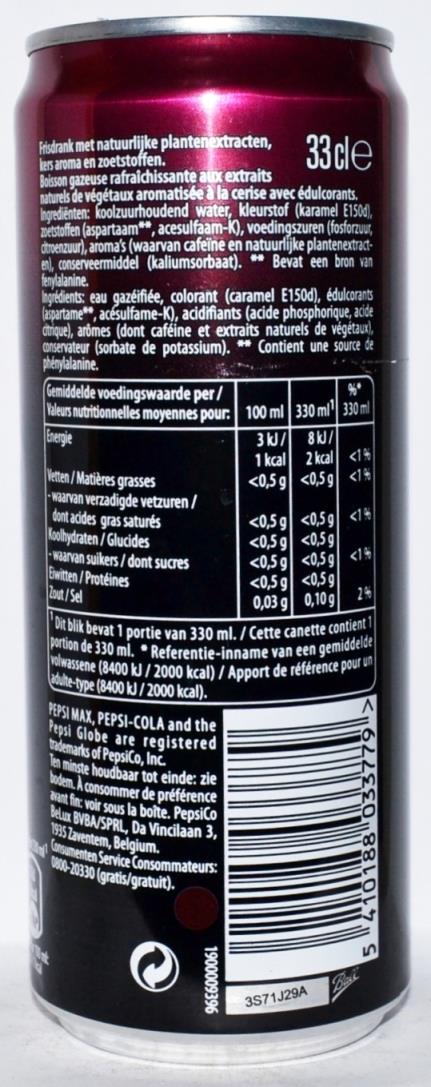 Frisdrank met natuurlijke plantenextracten,
kers aroma en zoetstoffen.
33 cl e
Boisson gazeuse rafraîchissante aux extraits
naturels de végétaux aromatisée à la cerise avec édulcorants.
Ingrediënten: koolzuurhoudend water, kleurstof (karamel E150d),
zoetstoffen (aspartaam**, acesulfaam-K), voedingszuren (fosforzuur,
citroenzuur), aroma's (waarvan cafeïne en natuurlijke plantenextract-
en), conserveermiddel (kaliumsorbaat). ** Bevat een bron van
fenylalanine.
Ingrédients: eau gazéifiée, colorant (caramel E150d), édulcorants
(aspartame**, acésulfame-K), acidifiants (acide phosphorique, acide
citrique), arômes (dont caféine et extraits naturels de végétaux),
conservateur (sorbate de potassium). ** Contient une source de
phénylalanine.
Gemiddelde voedingswaarde per / %*
Valeurs nutritionnelles moyennes pour: 100 ml 330 ml¹ 330 ml
Energie 3 kJ / 8 kJ /
1 kcal 2 kcal <1 %
Vetten / Matières grasses <0,5 g <0,5 g <1 %
- waarvan verzadigde vetzuren /
dont acides gras saturés <0,5 g <0,5 g <1 %
Koolhydraten / Glucides <0,5 g <0,5 g
- waarvan suikers / dont sucres <0,5 g <0,5 g <1 %
Eiwitten / Protéines <0,5 g <0,5 g
Zout / Sel 0,03 g 0,10 g 2 %
¹ Dit blik bevat 1 portie van 330 ml. / Cette canette contient 1
portion de 330 ml. * Referentie-inname van een gemiddelde
volwassene (8400 kJ / 2000 kcal) / Apport de référence pour un
adulte-type (8400 kJ / 2000 kcal).
PEPSI MAX, PEPSI-COLA and the
Pepsi Globe are registered
trademarks of PepsiCo, Inc.
Ten minste houdbaar tot einde: zie
bodem. À consommer de préférence
avant fin: voir sous la boîte. PepsiCo
BeLux BVBA/SPRL, Da Vincilaan 3,
1935 Zaventem, Belgium.
Consumenten Service Consommateurs:
0800-20330 (gratis/gratuit).
5 410188 033779 >
1900009396
3S71J29A
Ball